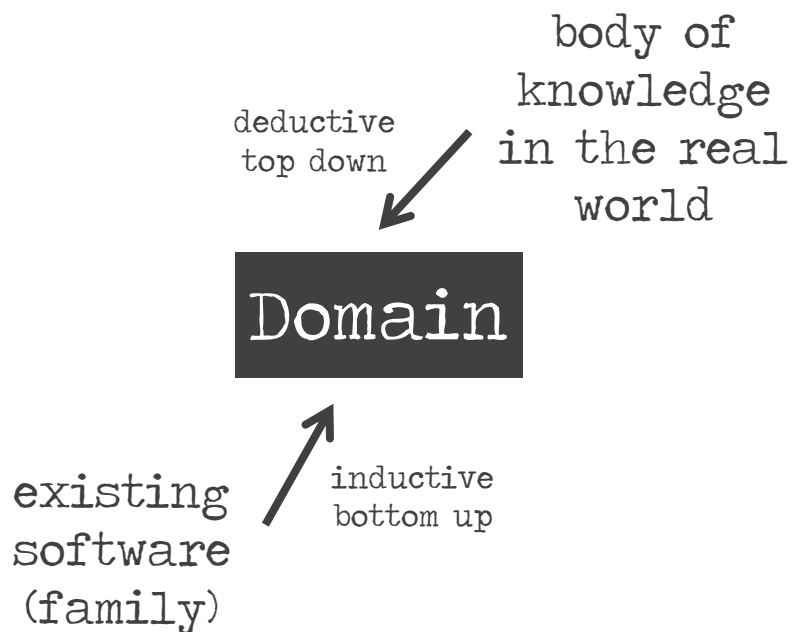 body of
knowledge
in the real
world
deductive
top down
Domain
inductive
bottom up
existing
software
(family)